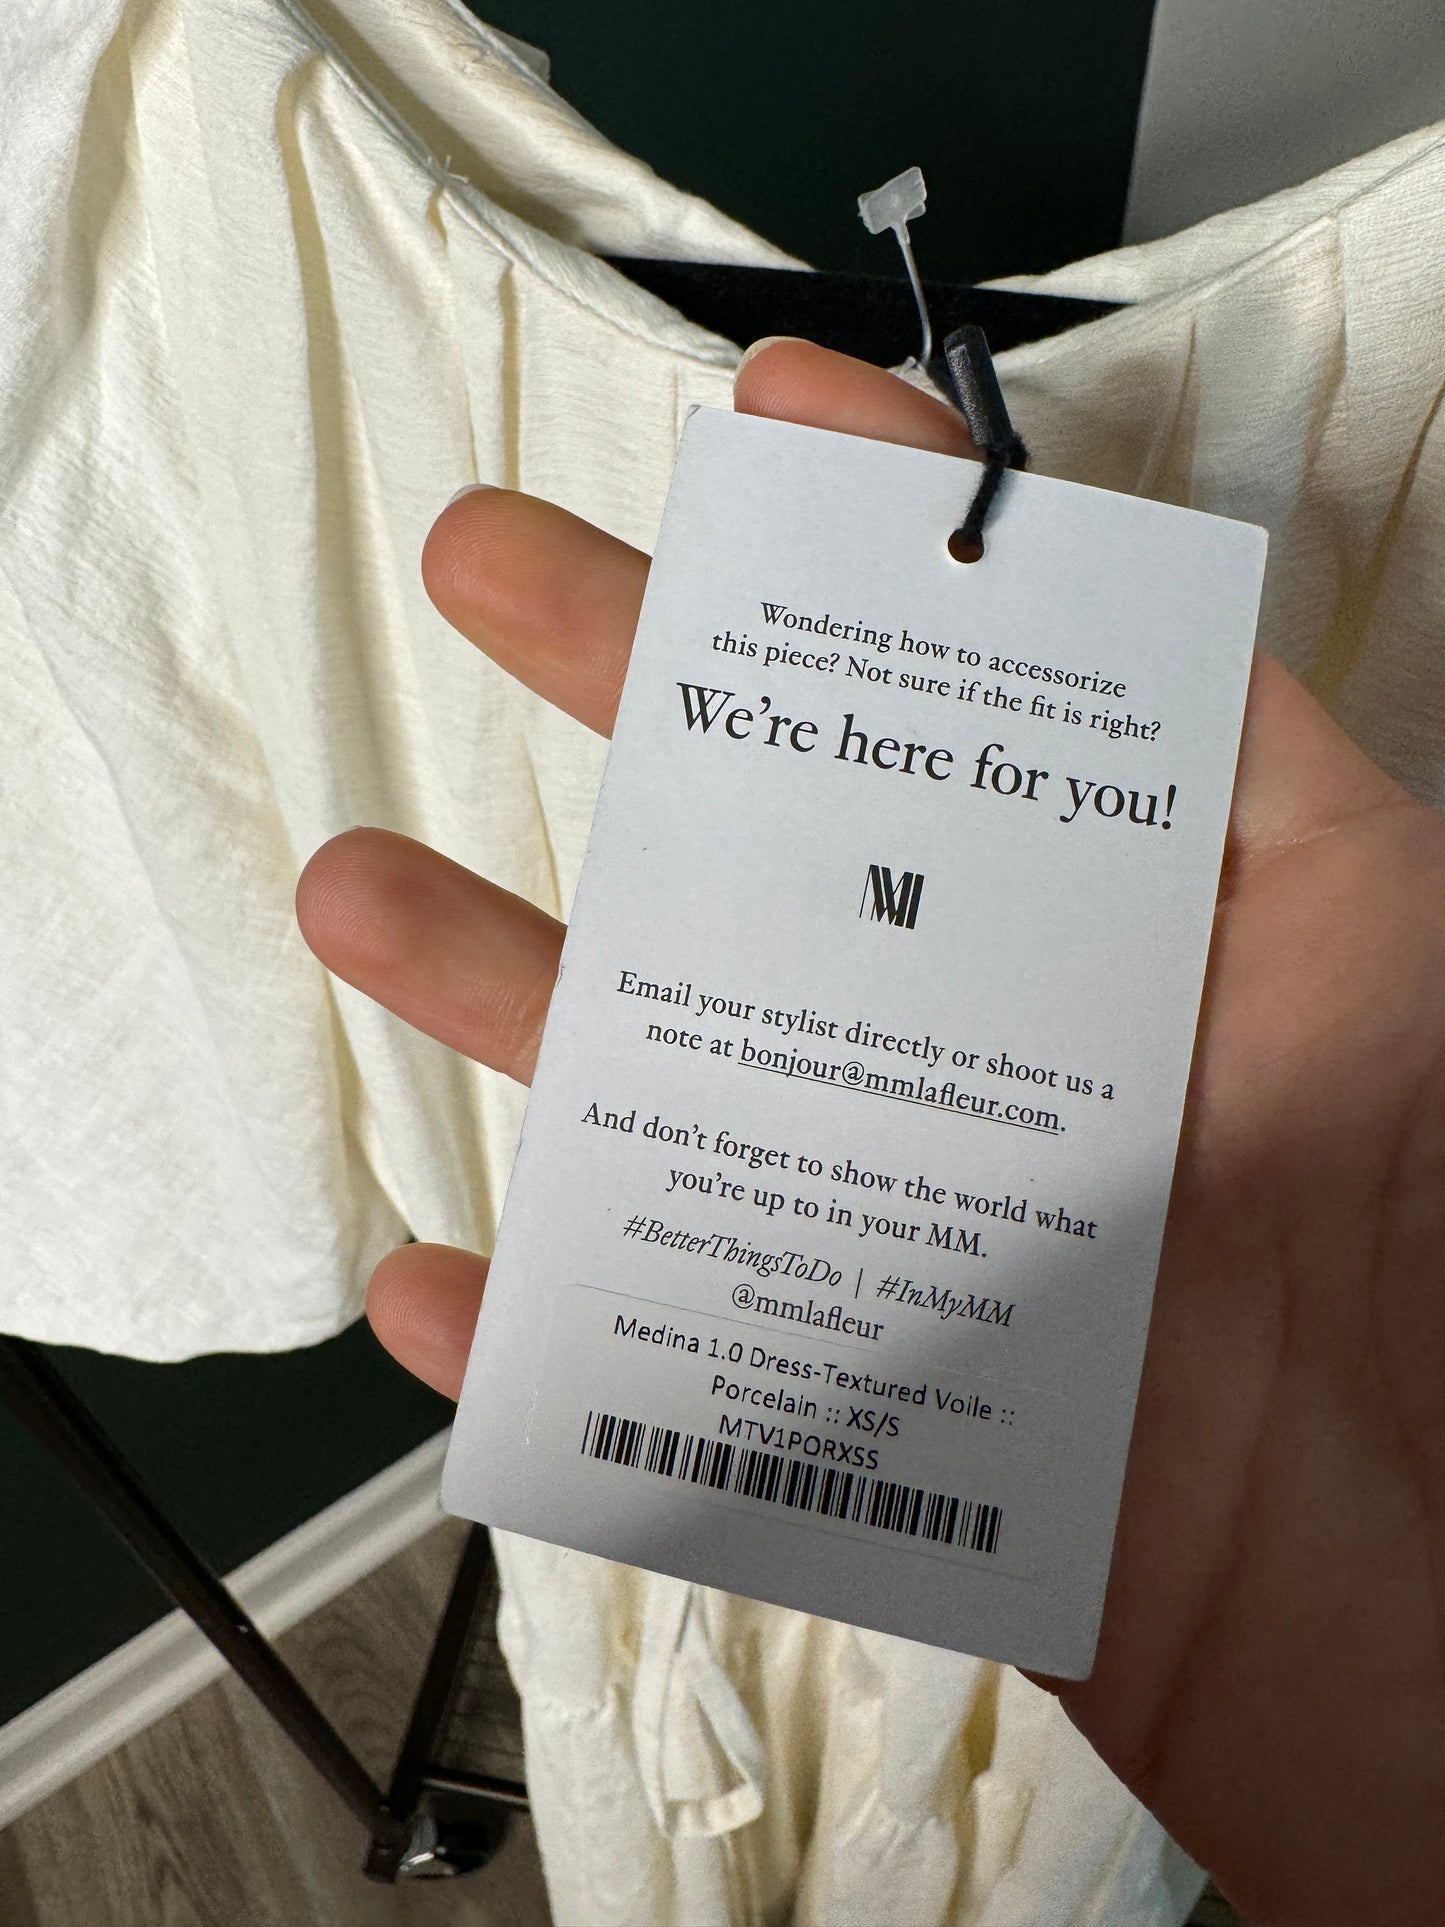 Wondering how to accessorize
this piece? Not sure if the fit is right?
We're here for you!
MM
Email your stylist directly or shoot us a
note at bonjour@mmlafleur.com.
And don't forget to show the world what
you're up to in your MM.
#BetterThingsToDo | #InMyMM
@mmlafleur
Medina 1.0 Dress-Textured Voile ::
Porcelain :: XS/S
MTV1PORXSS